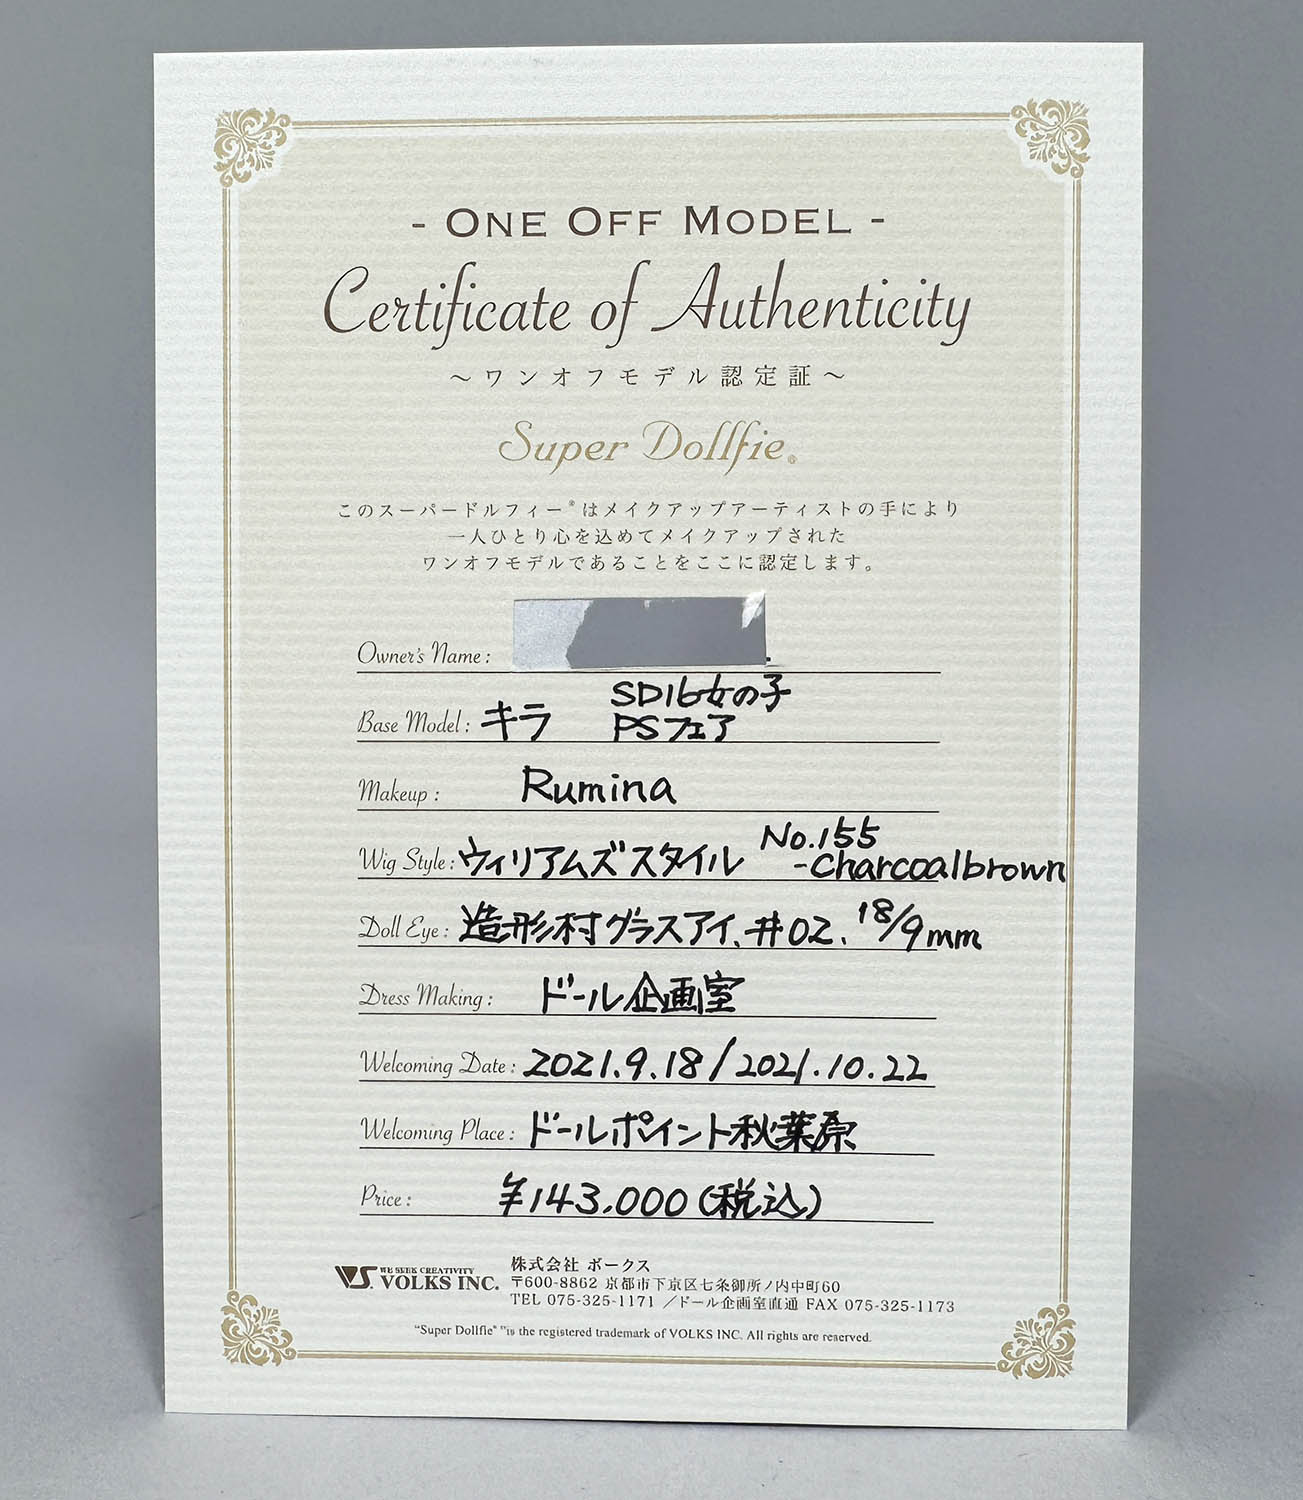 - ONE OFF MODEL -
Certificate of Authenticity
～ワンオフモデル認定証～
Super Dollfie®
このスーパードルフィー®はメイクアップアーティストの手により
一人ひとり心を込めてメイクアップされた
ワンオフモデルであることをここに認定します。
Owner's Name :
Base Model : キラ SD16女の子 PSフェア
Makeup : Rumina
Wig Style : ウィリアムズスタイル No.155 -Charcoalbrown
Doll Eye : 造形村グラスアイ、#02. 18/9mm
Dress Making : ドール企画室
Welcoming Date : 2021.9.18/2021.10.22
Welcoming Place : ドールポイント秋葉原
Price : ¥143,000(税込)
VS. WE SEEK CREATIVITY VOLKS INC.
株式会社 ボークス
〒600-8862 京都市下京区七条御所ノ内中町60
TEL 075-325-1171 ／ドール企画室直通 FAX 075-325-1173
"Super Dollfie® "is the registered trademark of VOLKS INC. All rights are reserved.